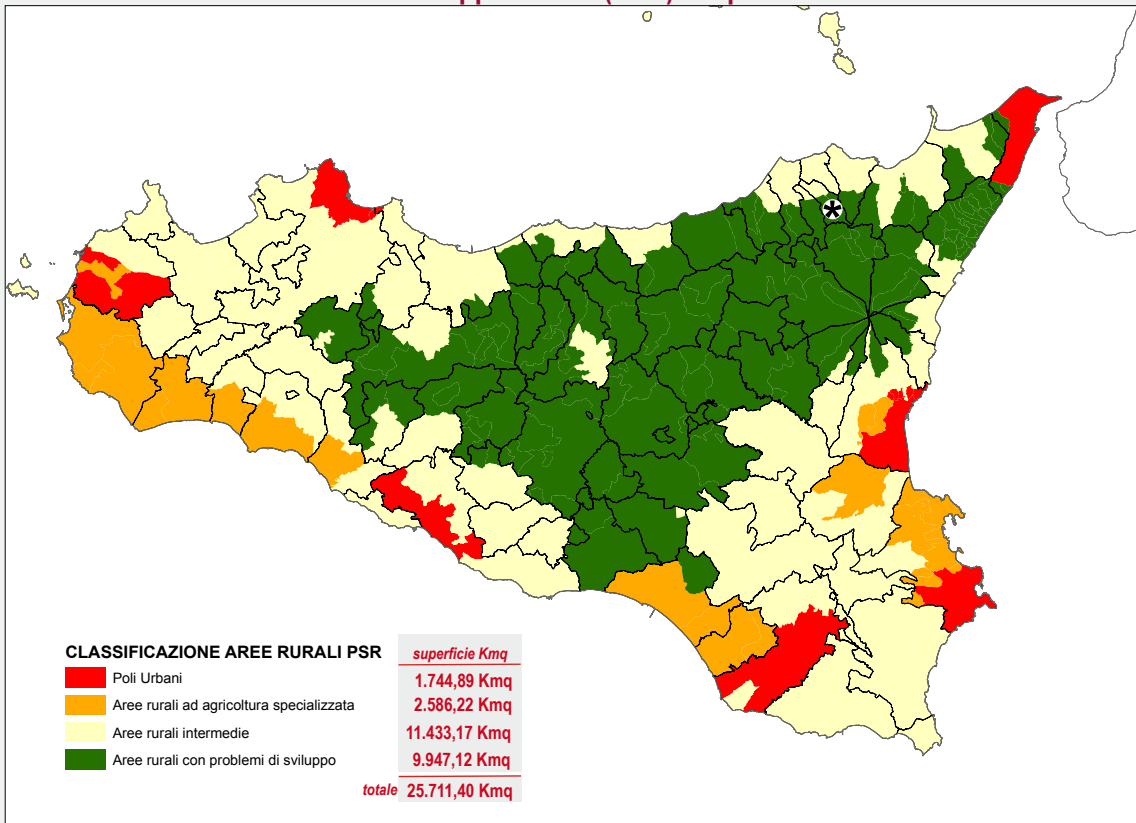 CLASSIFICAZIONE AREE RURALI PSR superficie Kmq
Poli Urbani 1.744,89 Kmq
Aree rurali ad agricoltura specializzata 2.586,22 Kmq
Aree rurali intermedie 11.433,17 Kmq
Aree rurali con problemi di sviluppo 9.947,12 Kmq
totale 25.711,40 Kmq